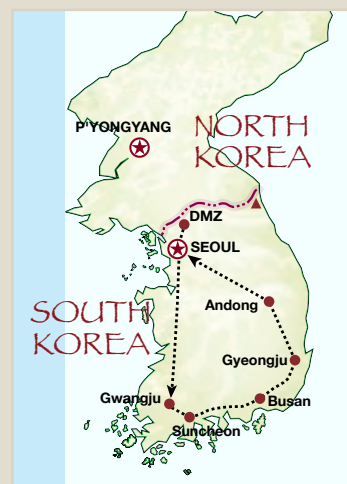 P'YONGYANG
NORTH
KOREA
DMZ
SEOUL
SOUTH
KOREA
Andong
Gyeongju
Gwangju
Busan
Suncheon